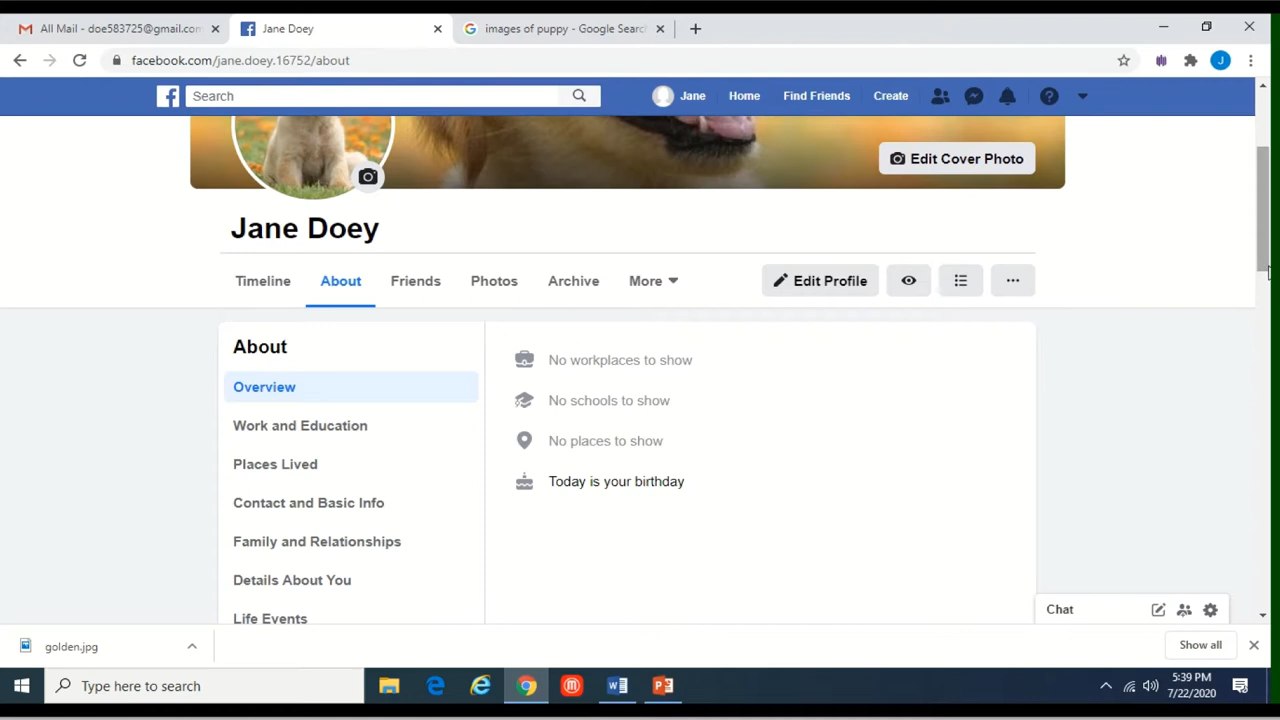 All Mail - doe583725@gmail.com
Jane Doey
images of puppy - Google Searc
facebook.com/jane.doey.16752/about
J
Search
Jane
Home
Find Friends
Create
Edit Cover Photo
Jane Doey
Timeline
About
Friends
Photos
Archive
More
Edit Profile
About
Overview
Work and Education
Places Lived
Contact and Basic Info
Family and Relationships
Details About You
Life Events
No workplaces to show
No schools to show
No places to show
Today is your birthday
Chat
golden.jpg
Show all
Type here to search
5:39 PM
7/22/2020